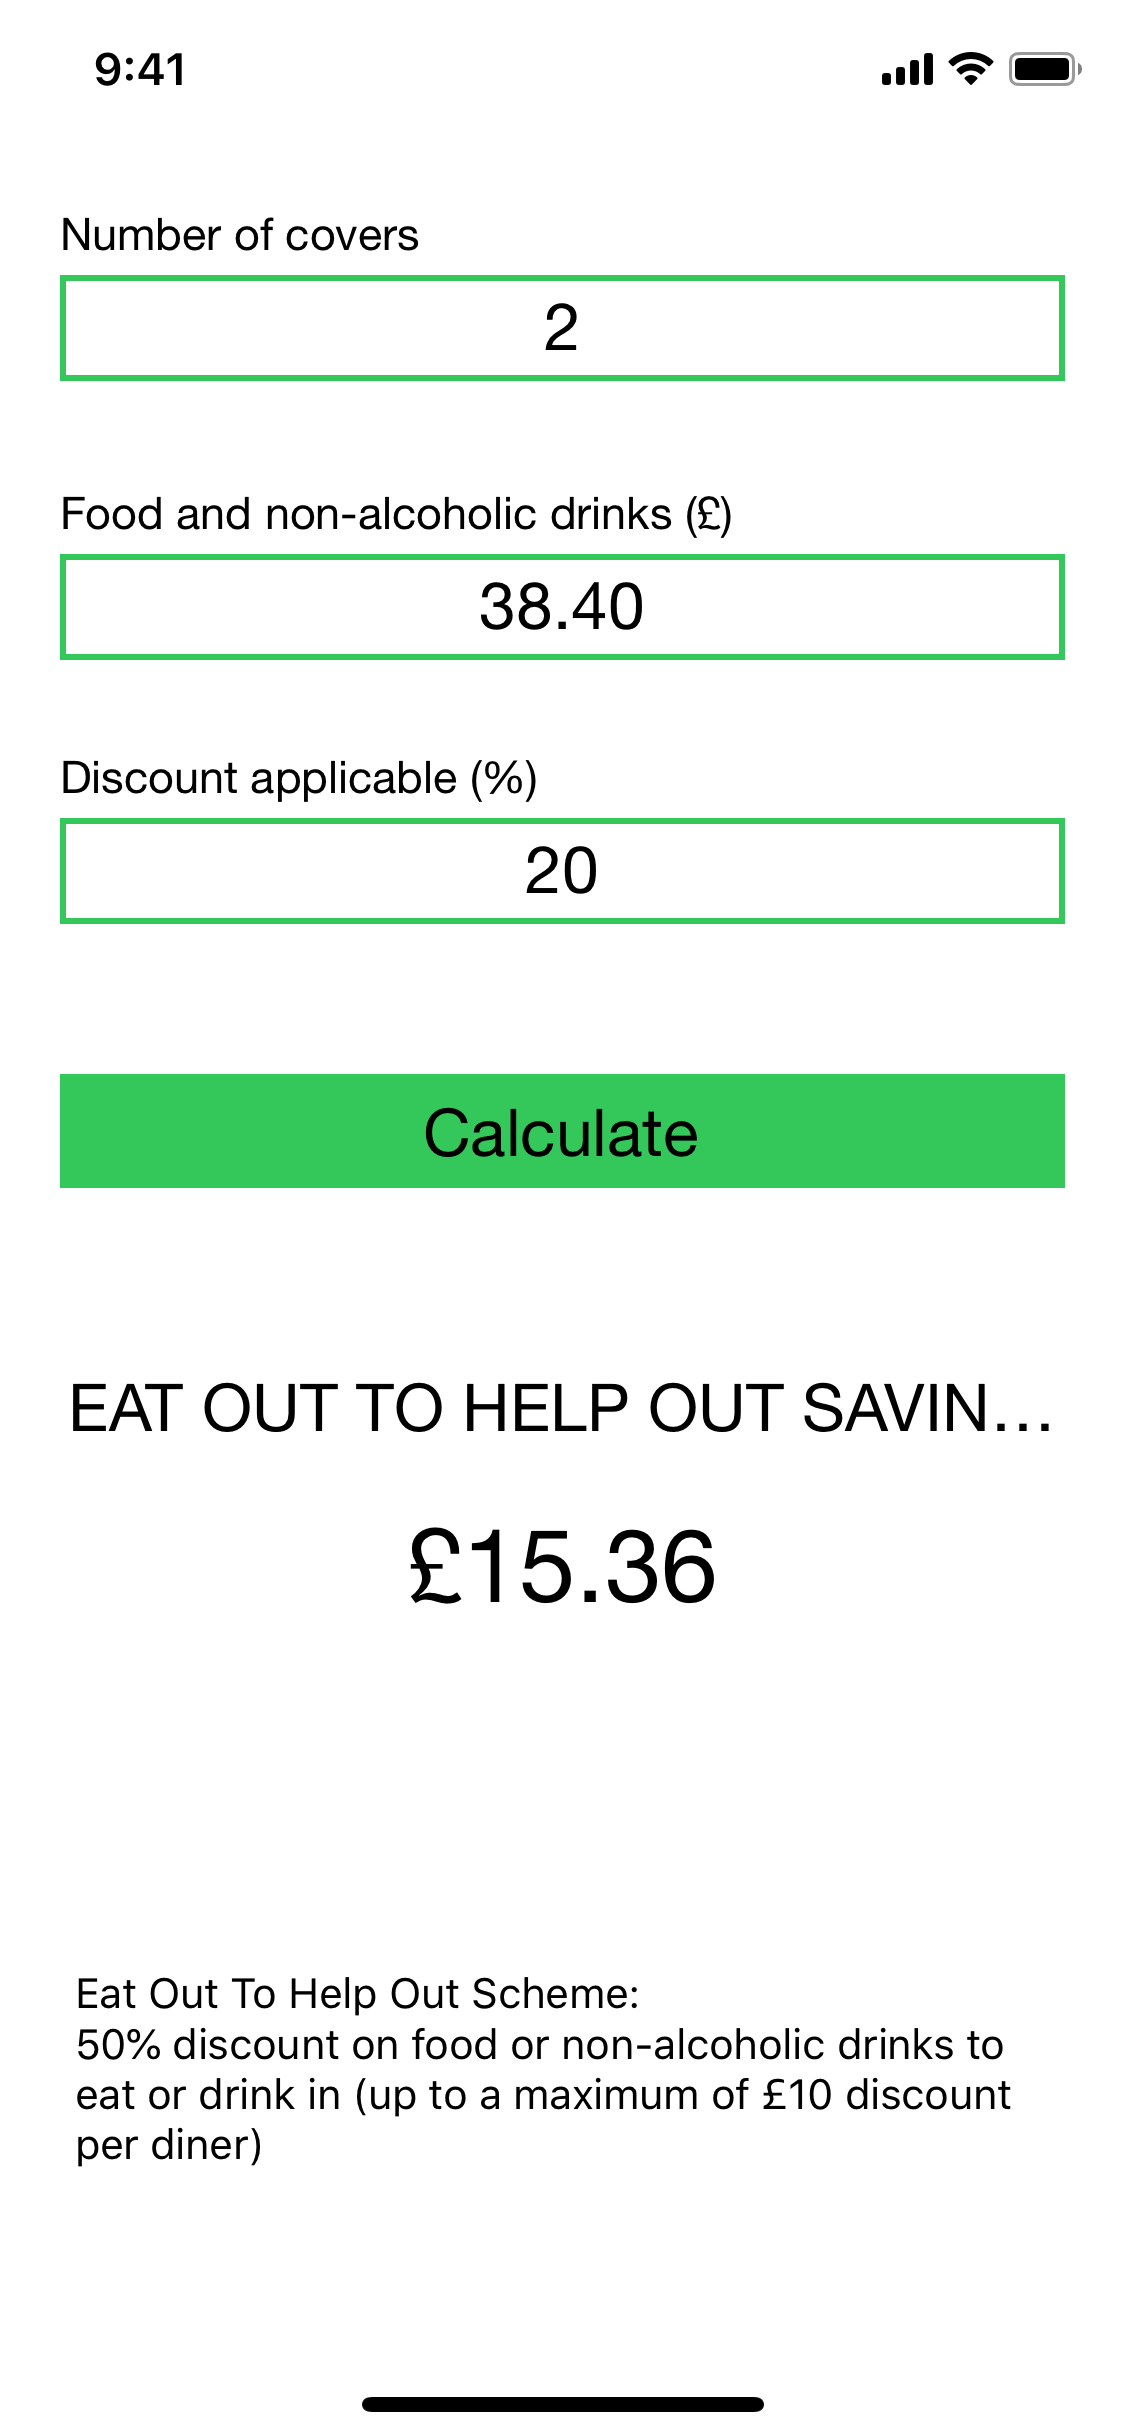 9:41
Number of covers
2
Food and non-alcoholic drinks (£)
38.40
Discount applicable (%)
20
Calculate
EAT OUT TO HELP OUT SAVIN...
£15.36
Eat Out To Help Out Scheme:
50% discount on food or non-alcoholic drinks to
eat or drink in (up to a maximum of £10 discount
per diner)